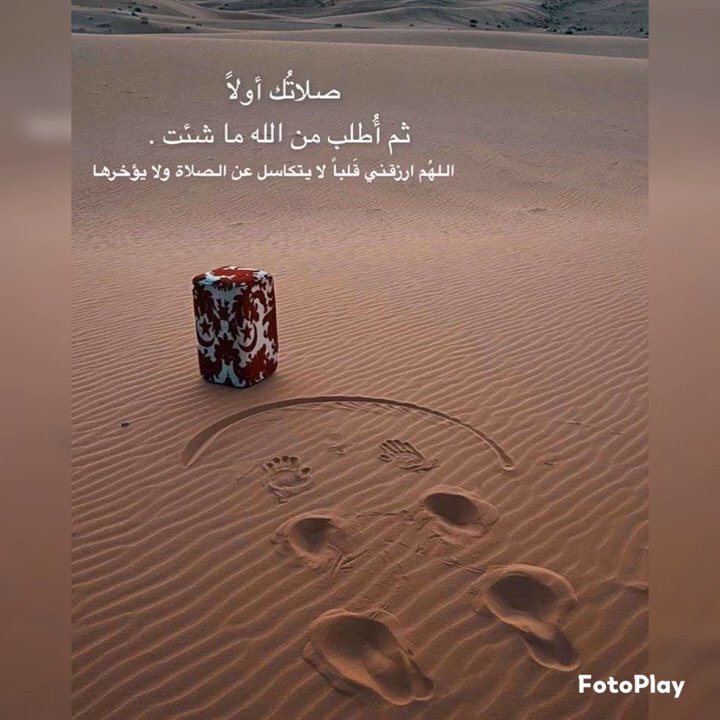 صلاتُك أولاً
ثم أُطلب من الله ما شئت .
اللهُم ارزقني قَلباً لا يتكاسل عن الصلاة ولا يؤخرها
FotoPlay